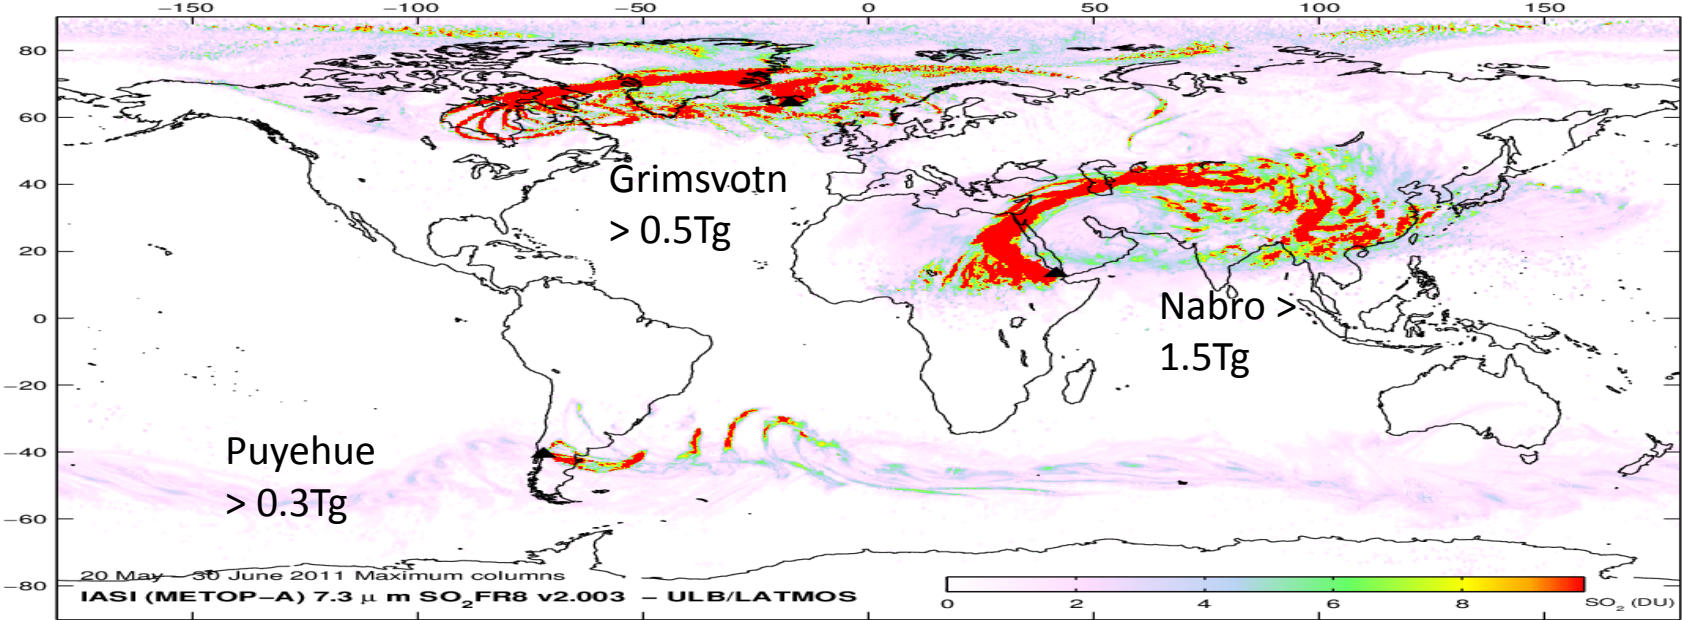 −150 −100 −50 0 50 100 150
80
60
40
20
0
−20
−40
−60
−80
Grimsvotn
> 0.5Tg
Nabro >
1.5Tg
Puyehue
> 0.3Tg
20 May − 30 June 2011 Maximum columns
IASI (METOP−A) 7.3 μ m SO₂FR8 v2.003 − ULB/LATMOS
0 2 4 6 8 SO₂ (DU)